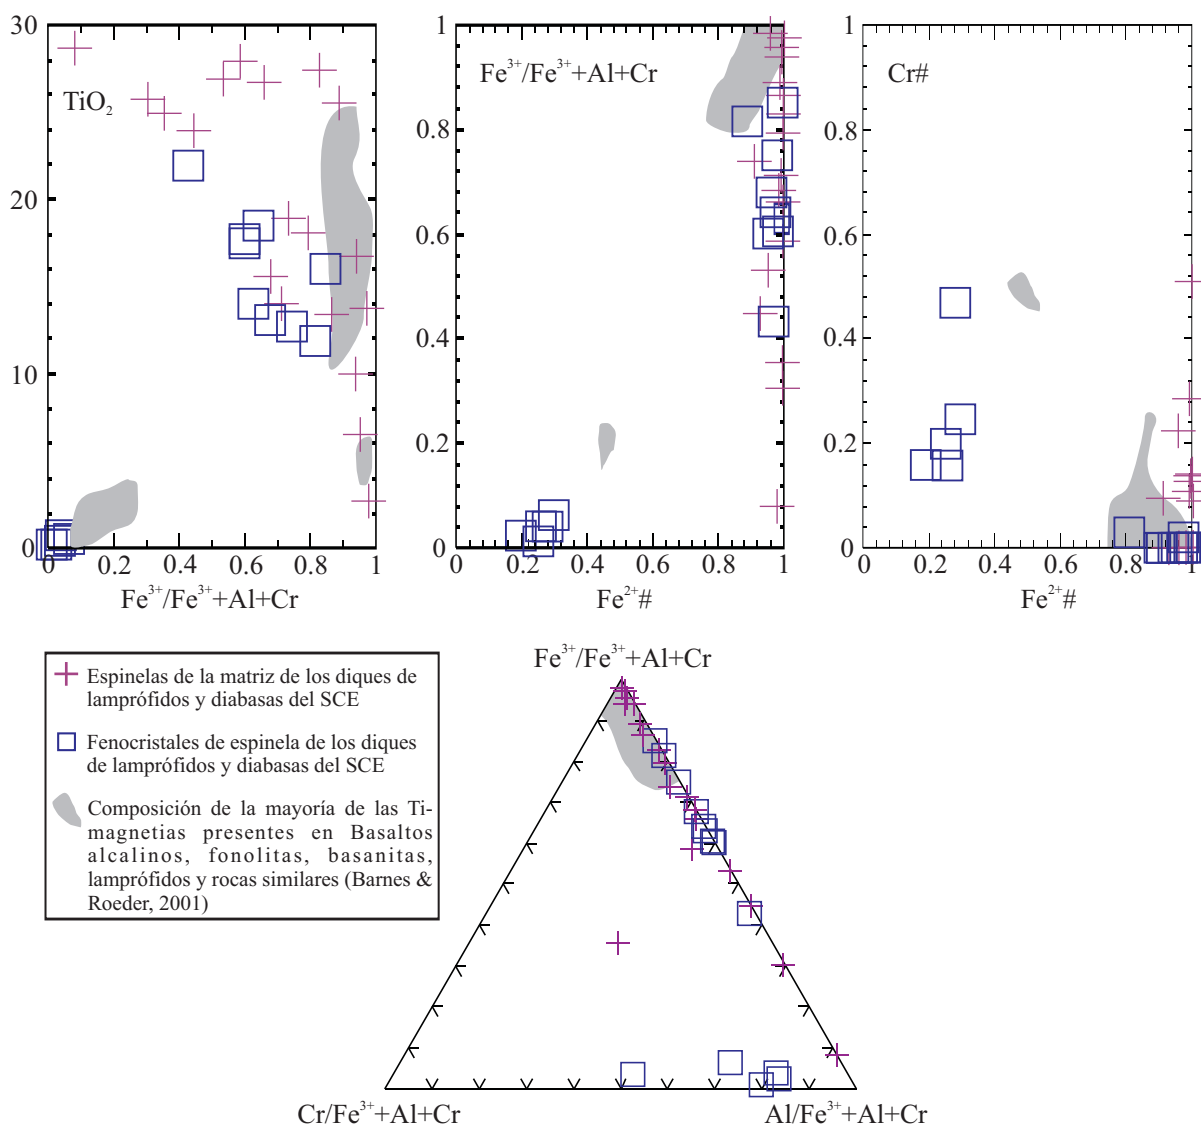 30
20
10
0
TiO₂
0.2
0.4
0.6
0.8
1
Fe³⁺/Fe³⁺+Al+Cr
1
0.8
0.6
0.4
0.2
0
Fe³⁺/Fe³⁺+Al+Cr
0
0.2
0.4
0.6
0.8
1
Fe²⁺#
1
0.8
0.6
0.4
0.2
0
Cr#
0
0.2
0.4
0.6
0.8
1
Fe²⁺#
Espinelas de la matriz de los diques de
lamprófidos y diabasas del SCE
Fenocristales de espinela de los diques
de lamprófidos y diabasas del SCE
Composición de la mayoría de las Ti-
magnetias presentes en Basaltos
alcalinos, fonolitas, basanitas,
lamprófidos y rocas similares (Barnes &
Roeder, 2001)
Fe³⁺/Fe³⁺+Al+Cr
Cr/Fe³⁺+Al+Cr
Al/Fe³⁺+Al+Cr